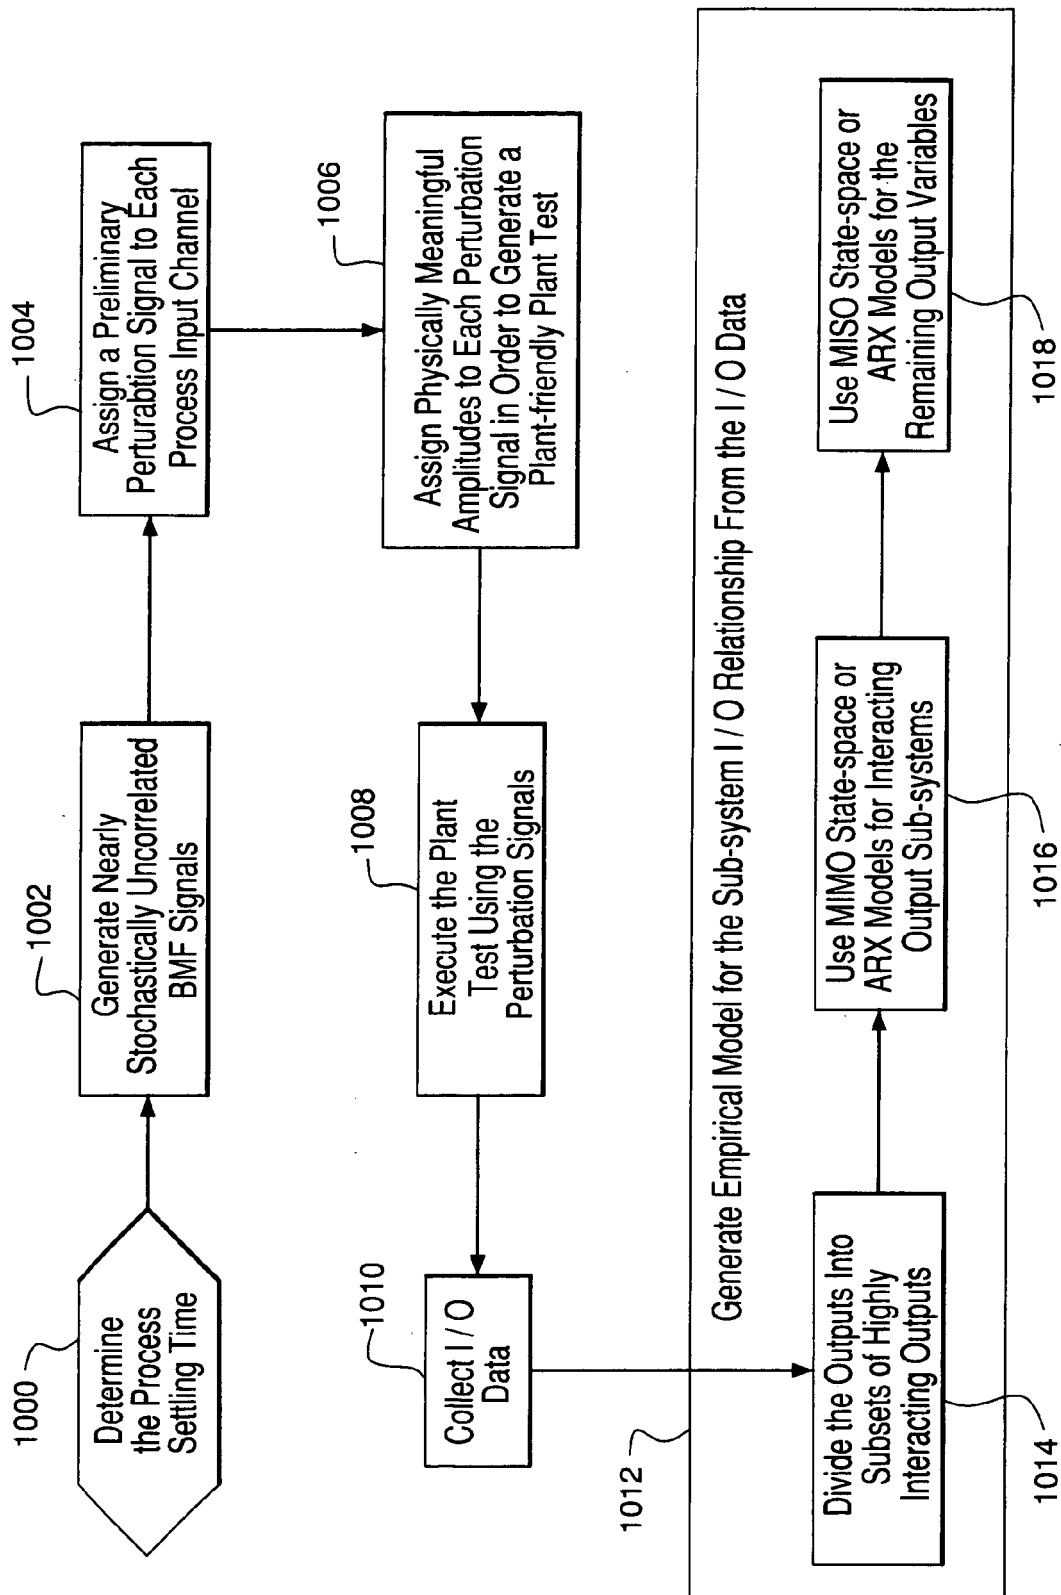 1000
Determine
the Process
Settling Time
1002
Generate Nearly
Stochastically Uncorrelated
BMF Signals
1004
Assign a Preliminary
Perturabtion Signal to Each
Process Input Channel
1006
Assign Physically Meaningful
Amplitudes to Each Perturbation
Signal in Order to Generate a
Plant-friendly Plant Test
1008
Execute the Plant
Test Using the
Perturbation Signals
1010
Collect I / O
Data
1012
Generate Empirical Model for the Sub-system I / O Relationship From the I / O Data
Divide the Outputs Into
Subsets of Highly
Interacting Outputs
1014
Use MIMO State-space or
ARX Models for Interacting
Output Sub-systems
1016
Use MISO State-space or
ARX Models for the
Remaining Output Variables
1018